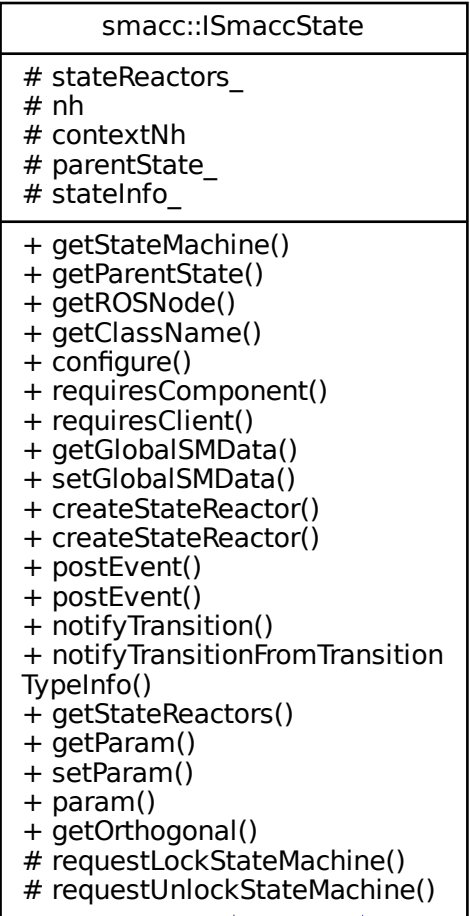 smacc::ISmaccState
# stateReactors_
# nh
# contextNh
# parentState_
# stateInfo_
+ getStateMachine()
+ getParentState()
+ getROSNode()
+ getClassName()
+ configure()
+ requiresComponent()
+ requiresClient()
+ getGlobalSMData()
+ setGlobalSMData()
+ createStateReactor()
+ createStateReactor()
+ postEvent()
+ postEvent()
+ notifyTransition()
+ notifyTransitionFromTransition
TypeInfo()
+ getStateReactors()
+ getParam()
+ setParam()
+ param()
+ getOrthogonal()
# requestLockStateMachine()
# requestUnlockStateMachine()